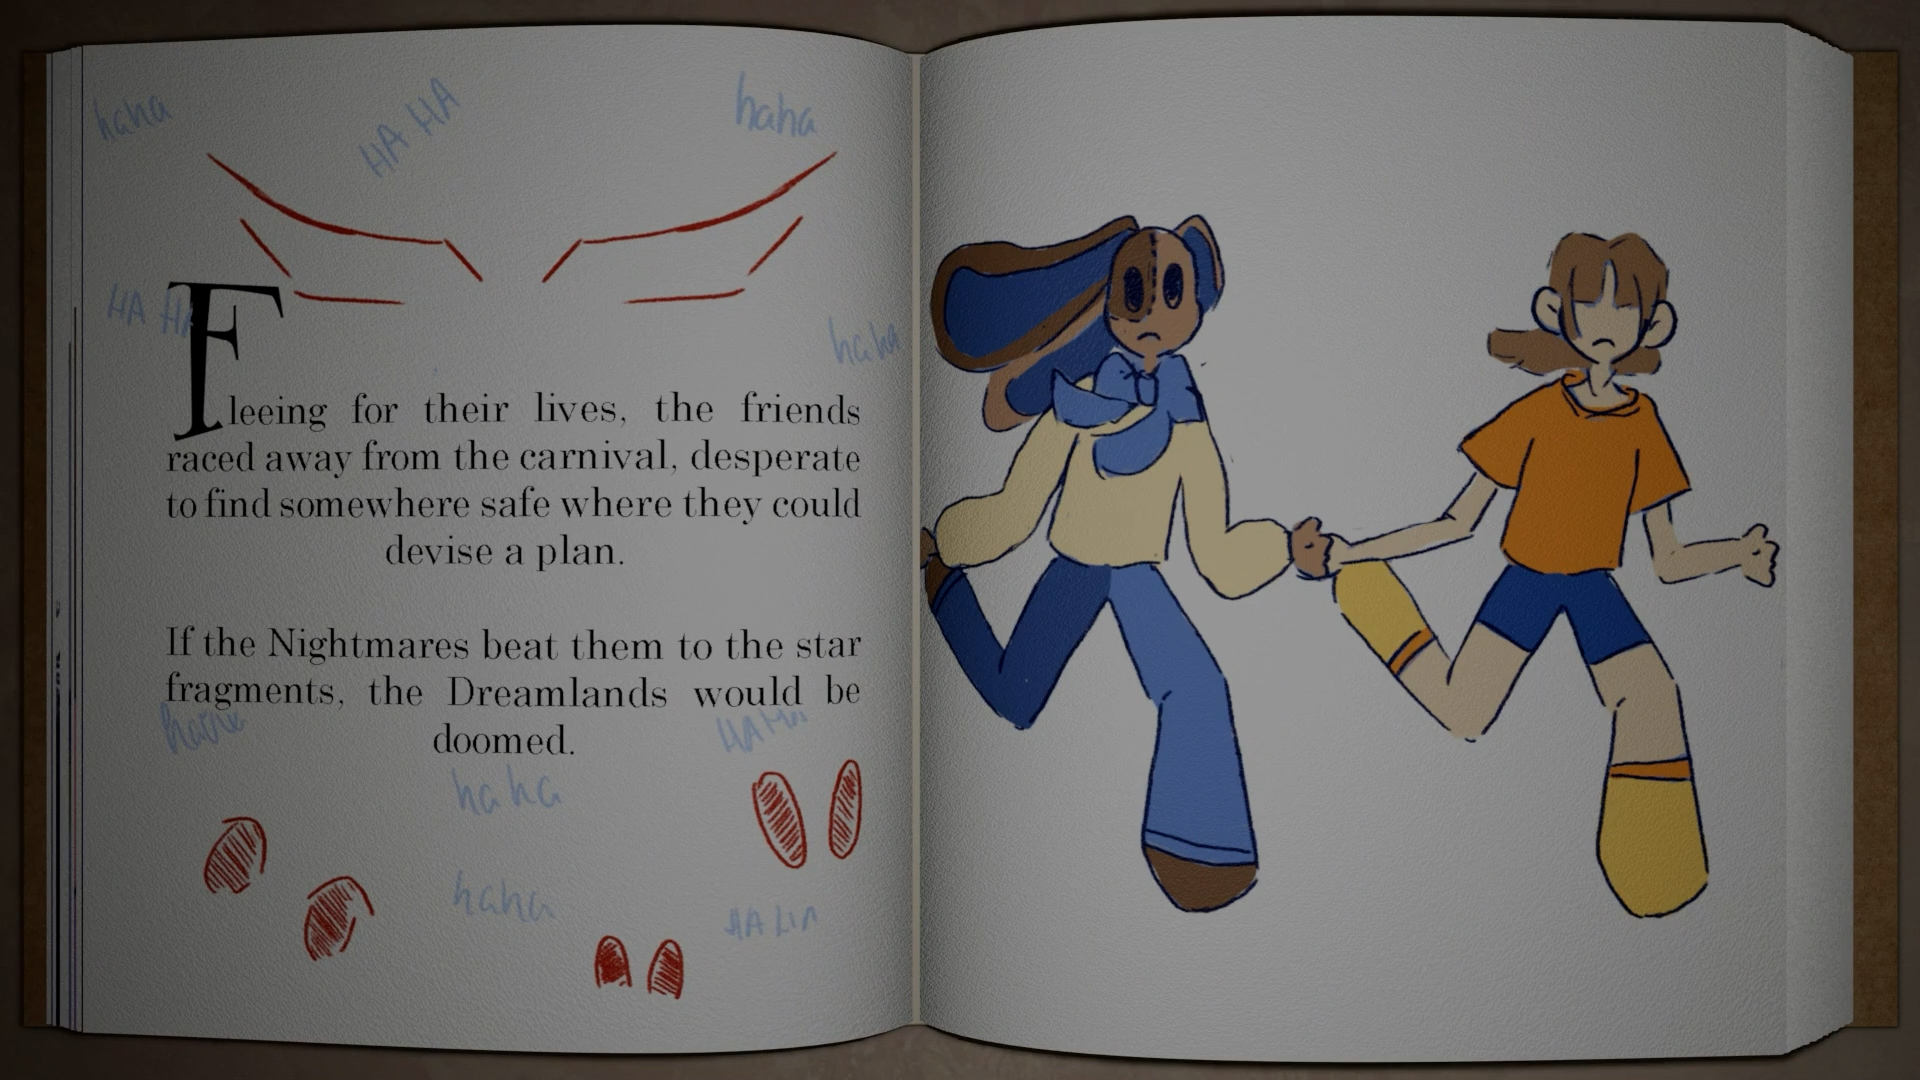 haha
HA HA
haha
HA HA
haha
Fleeing for their lives, the friends
raced away from the carnival, desperate
to find somewhere safe where they could
devise a plan.
If the Nightmares beat them to the star
fragments, the Dreamlands would be
doomed.
haha
HAHA
haha
haha